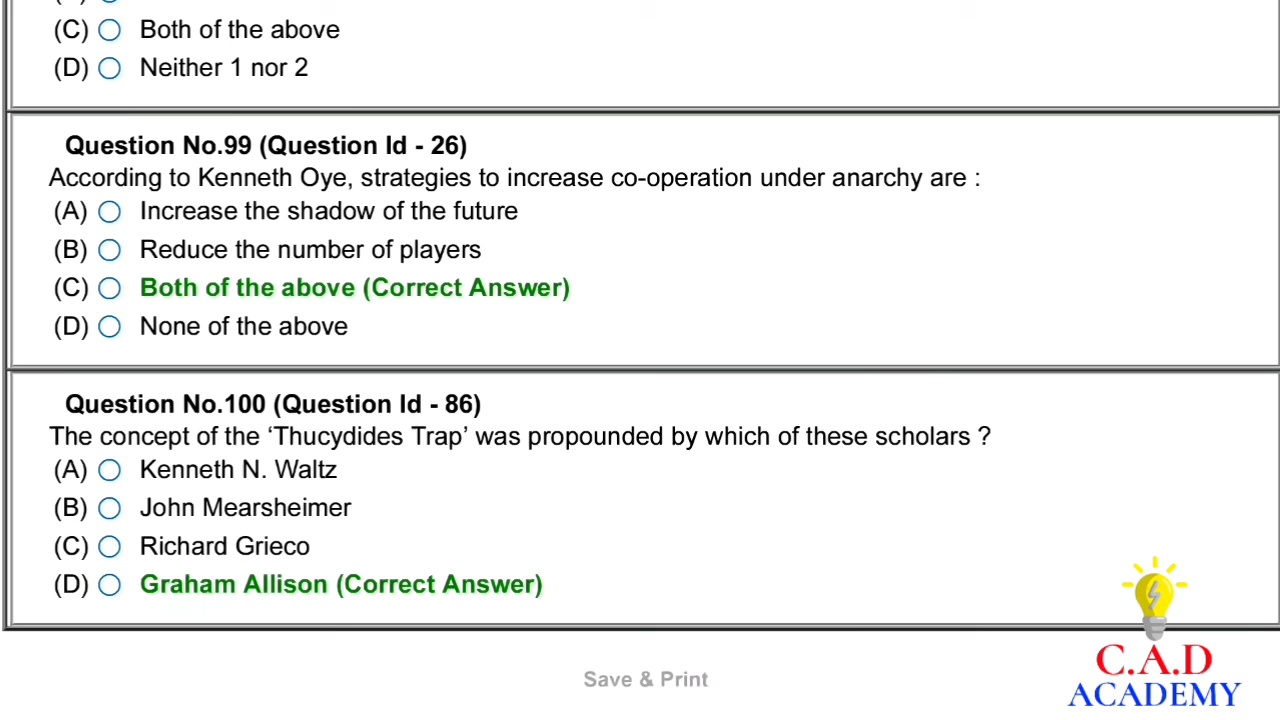 (C) Both of the above
(D) Neither 1 nor 2
Question No.99 (Question Id - 26)
According to Kenneth Oye, strategies to increase co-operation under anarchy are :
(A) Increase the shadow of the future
(B) Reduce the number of players
(C) Both of the above (Correct Answer)
(D) None of the above
Question No.100 (Question Id - 86)
The concept of the ‘Thucydides Trap’ was propounded by which of these scholars ?
(A) Kenneth N. Waltz
(B) John Mearsheimer
(C) Richard Grieco
(D) Graham Allison (Correct Answer)
Save & Print
C.A.D
ACADEMY